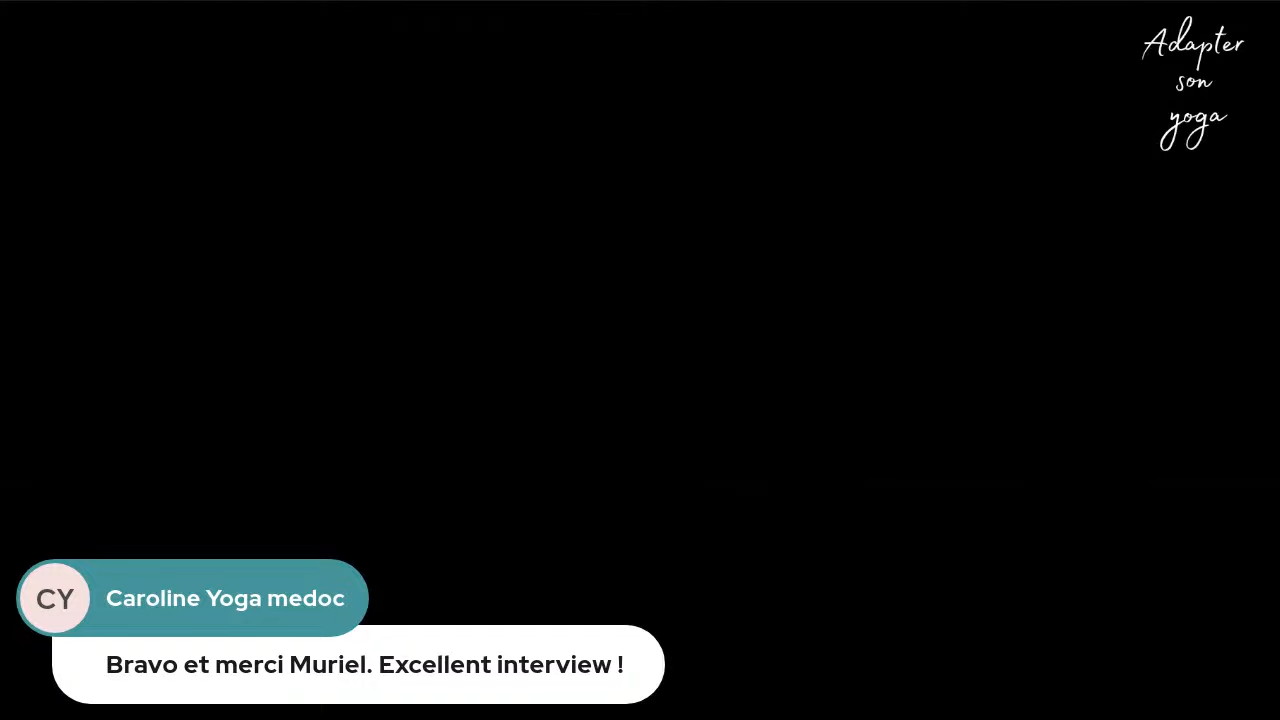 Adapter
son
yoga
CY
Caroline Yoga medoc
Bravo et merci Muriel. Excellent interview !